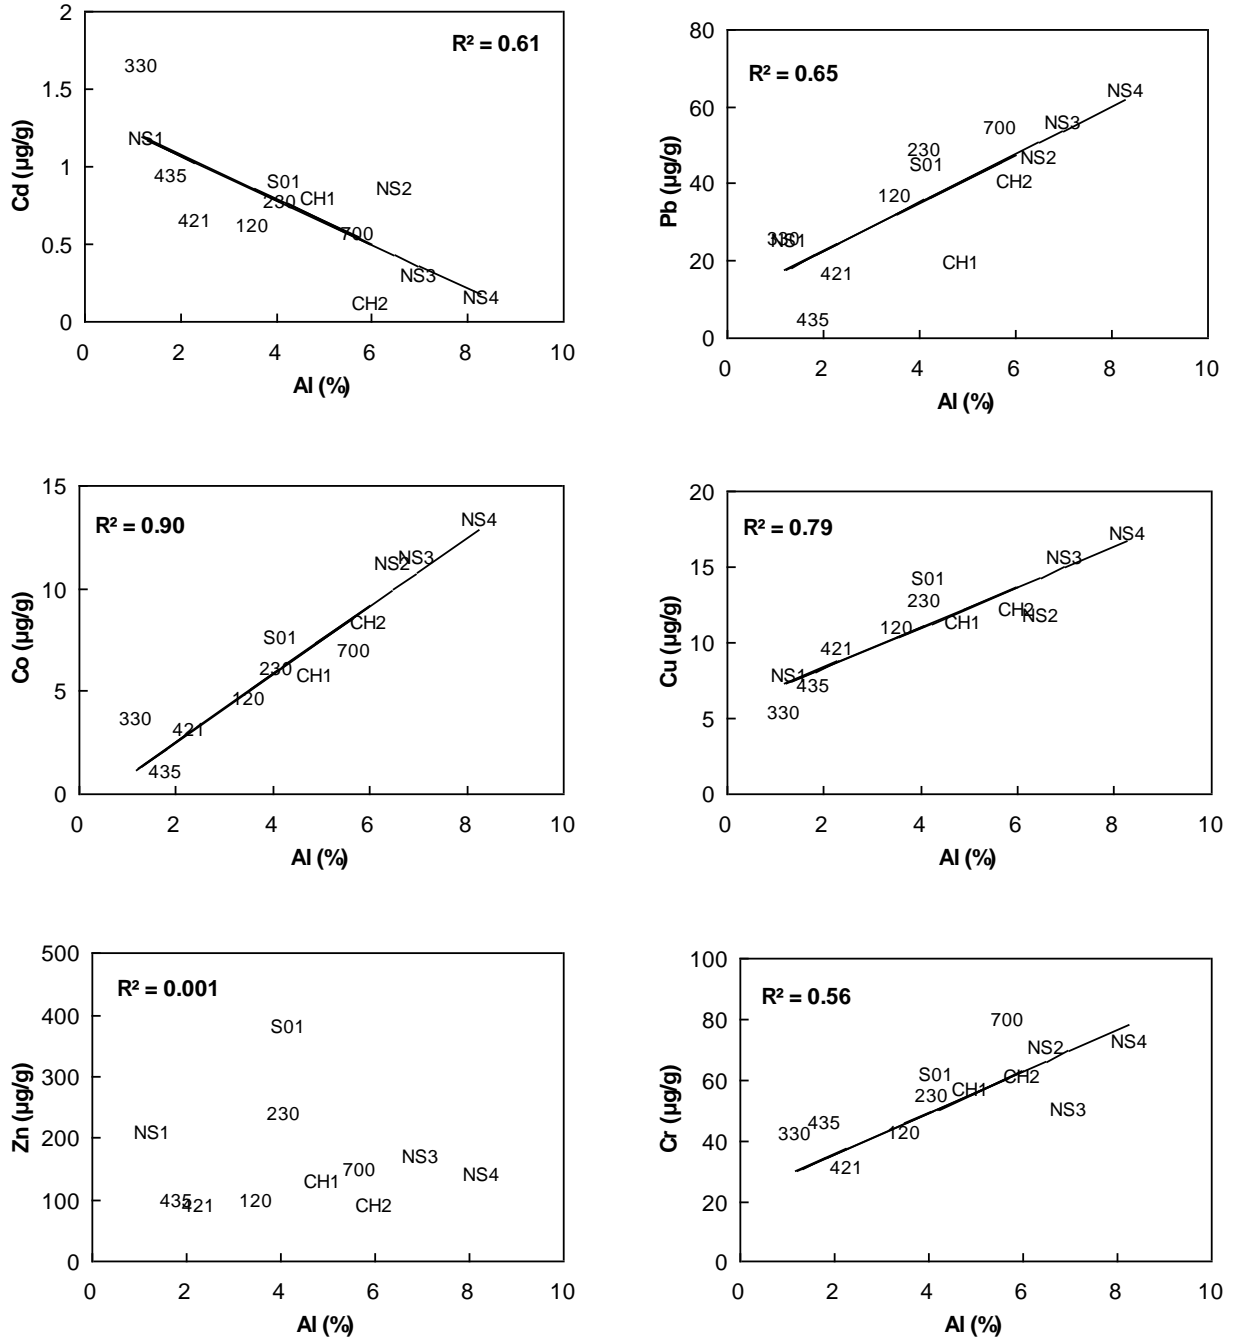 2
R² = 0.61
330
1.5
NS1
Cd (µg/g)
1
435
S01
NS2
CH1
230
421
120
700
0.5
NS3
CH2
NS4
0
0 2 4 6 8 10
Al (%)
80
R² = 0.65
NS4
60
700
NS3
230
S01
NS2
Pb (µg/g)
40
CH2
120
330
NS1
20
CH1
421
435
0
0 2 4 6 8 10
Al (%)
15
R² = 0.90
NS4
NS2
NS3
10
Co (µg/g)
S01
CH2
700
230
CH1
5
120
330
421
435
0
0 2 4 6 8 10
Al (%)
20
R² = 0.79
NS4
NS3
15
S01
230
CH2
NS2
Cu (µg/g)
10
120
CH1
421
NS1
435
330
5
0
0 2 4 6 8 10
Al (%)
500
R² = 0.001
400
S01
300
Zn (µg/g)
230
NS1
200
NS3
700
NS4
CH1
435
421
120
CH2
100
0
0 2 4 6 8 10
Al (%)
100
R² = 0.56
80
700
NS2
NS4
S01
CH2
60
CH1
230
NS3
Cr (µg/g)
435
330
120
40
421
20
0
0 2 4 6 8 10
Al (%)